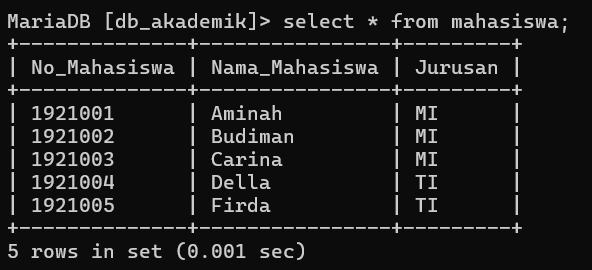 MariaDB [db_akademik]> select * from mahasiswa;
+--------------+----------------+---------+
| No_Mahasiswa | Nama_Mahasiswa | Jurusan |
+--------------+----------------+---------+
| 1921001      | Aminah         | MI      |
| 1921002      | Budiman        | MI      |
| 1921003      | Carina         | MI      |
| 1921004      | Della          | TI      |
| 1921005      | Firda          | TI      |
+--------------+----------------+---------+
5 rows in set (0.001 sec)